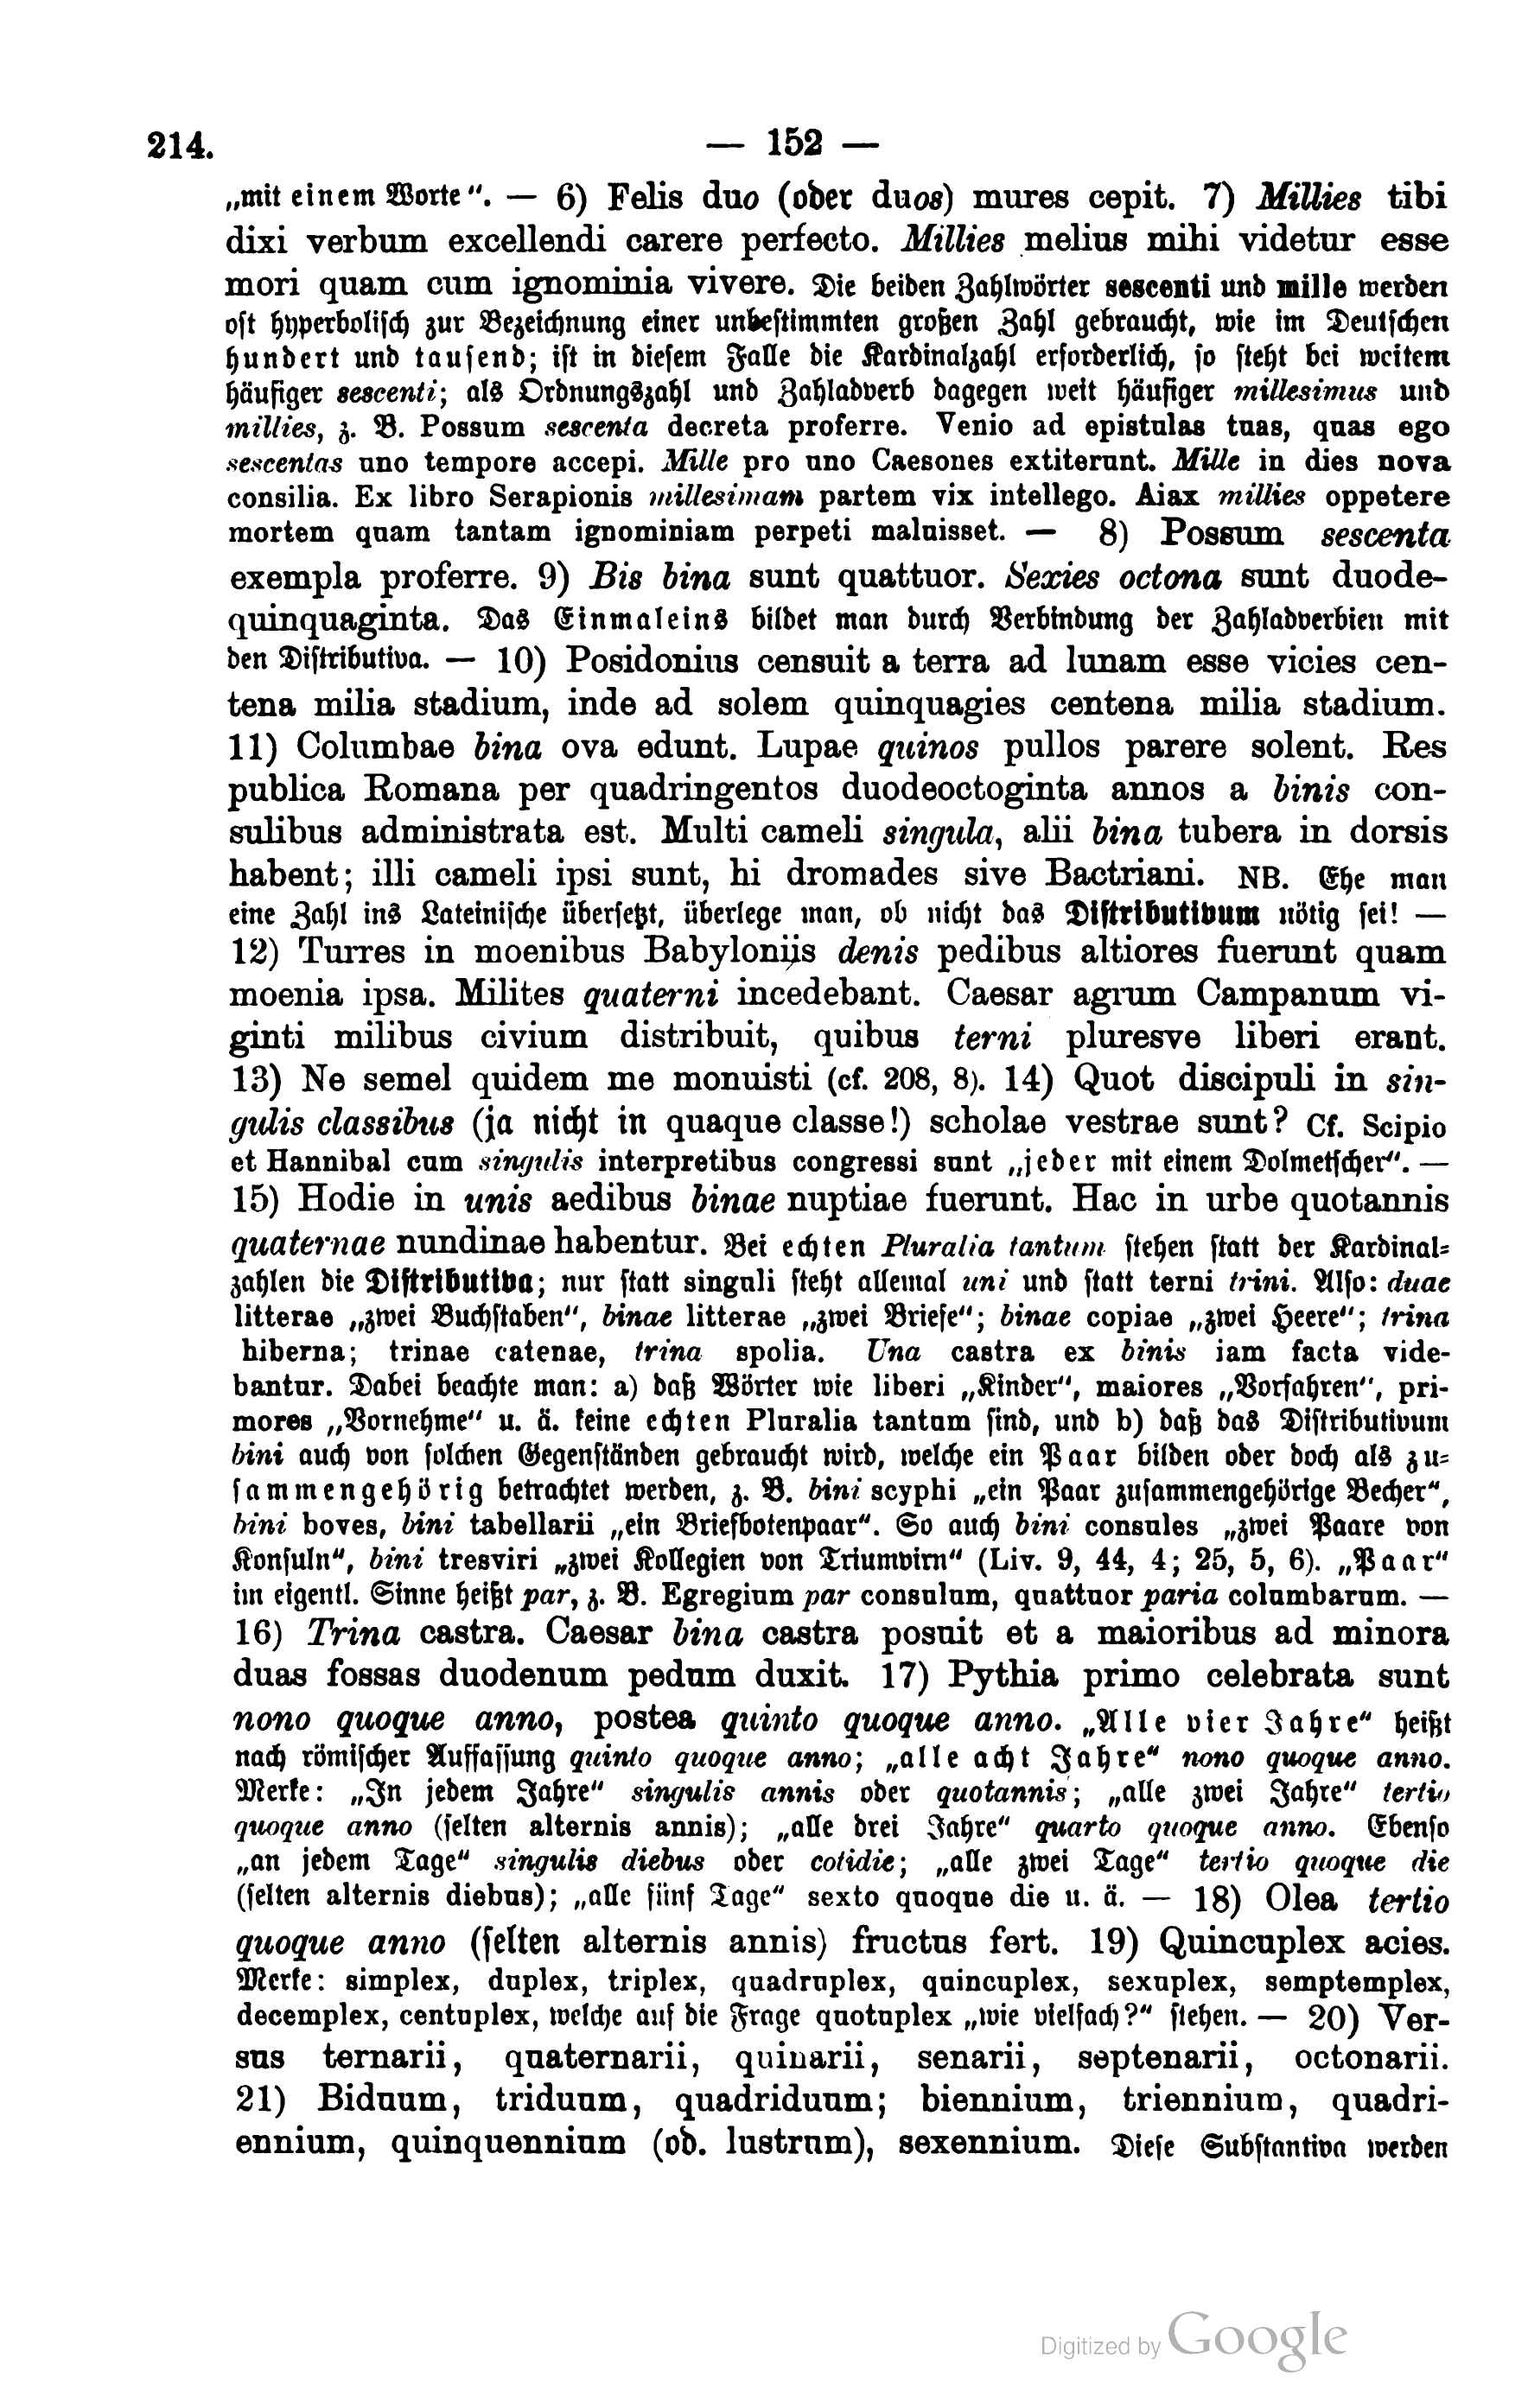 214.
— 152 —
„mit einem Worte“. — 6) Felis duo (oder duos) mures cepit. 7) Millies tibi
dixi verbum excellendi carere perfecto. Millies melius mihi videtur esse
mori quam cum ignominia vivere. Die beiden Zahlwörter sescenti und mille werden
oft hyperbolisch zur Bezeichnung einer unbestimmten großen Zahl gebraucht, wie im Deutschen
hundert und tausend; ist in diesem Falle die Kardinalzahl erforderlich, so steht bei weitem
häufiger sescenti; als Ordnungszahl und Zahladverb dagegen weit häufiger millesimus und
millies, z. B. Possum sescenta decreta proferre. Venio ad epistulas tuas, quas ego
sescentas uno tempore accepi. Mille pro uno Caesones extiterunt. Mille in dies nova
consilia. Ex libro Serapionis millesimam partem vix intellego. Aiax millies oppetere
mortem quam tantam ignominiam perpeti maluisset. — 8) Possum sescenta
exempla proferre. 9) Bis bina sunt quattuor. Sexies octona sunt duode-
quinquaginta. Das Einmaleins bildet man durch Verbindung der Zahladverbien mit
den Distributiva. — 10) Posidonius censuit a terra ad lunam esse vicies cen-
tena milia stadium, inde ad solem quinquagies centena milia stadium.
11) Columbae bina ova edunt. Lupae quinos pullos parere solent. Res
publica Romana per quadringentos duodeoctoginta annos a binis con-
sulibus administrata est. Multi cameli singula, alii bina tubera in dorsis
habent; illi cameli ipsi sunt, hi dromades sive Bactriani. NB. Ehe man
eine Zahl ins Lateinische übersetzt, überlege man, ob nicht das Distributivum nötig sei! —
12) Turres in moenibus Babyloniis denis pedibus altiores fuerunt quam
moenia ipsa. Milites quaterni incedebant. Caesar agrum Campanum vi-
ginti milibus civium distribuit, quibus terni pluresve liberi erant.
13) Ne semel quidem me monuisti (cf. 208, 8). 14) Quot discipuli in sin-
gulis classibus (ja nicht in quaque classe!) scholae vestrae sunt? Cf. Scipio
et Hannibal cum singulis interpretibus congressi sunt „jeder mit einem Dolmetscher“. —
15) Hodie in unis aedibus binae nuptiae fuerunt. Hac in urbe quotannis
quaternae nundinae habentur. Bei echten Pluralia tantum stehen statt der Kardinal-
zahlen die Distributiva; nur statt singuli steht allemal uni und statt terni trini. Also: duae
litterae „zwei Buchstaben“, binae litterae „zwei Briefe“; binae copiae „zwei Heere“; trina
hiberna; trinae catenae, trina spolia. Una castra ex binis iam facta vide-
bantur. Dabei beachte man: a) daß Wörter wie liberi „Kinder“, maiores „Vorfahren“, pri-
mores „Vornehme“ u. ä. keine echten Pluralia tantum sind, und b) daß das Distributivum
bini auch von solchen Gegenständen gebraucht wird, welche ein Paar bilden oder doch als zu-
sammengehörig betrachtet werden, z. B. bini scyphi „ein Paar zusammengehörige Becher“,
bini boves, bini tabellarii „ein Briefbotenpaar“. So auch bini consules „zwei Paare von
Konsuln“, bini tresviri „zwei Kollegien von Triumvirn“ (Liv. 9, 44, 4; 25, 5, 6). „Paar“
im eigentl. Sinne heißt par, z. B. Egregium par consulum, quattuor paria columbarum. —
16) Trina castra. Caesar bina castra posuit et a maioribus ad minora
duas fossas duodenum pedum duxit. 17) Pythia primo celebrata sunt
nono quoque anno, postea quinto quoque anno. „Alle vier Jahre“ heißt
nach römischer Auffassung quinto quoque anno; „alle acht Jahre“ nono quoque anno.
Merke: „In jedem Jahre“ singulis annis oder quotannis; „alle zwei Jahre“ tertio
quoque anno (selten alternis annis); „alle drei Jahre“ quarto quoque anno. Ebenso
„an jedem Tage“ singulis diebus oder cotidie; „alle zwei Tage“ tertio quoque die
(selten alternis diebus); „alle fünf Tage“ sexto quoque die u. ä. — 18) Olea tertio
quoque anno (selten alternis annis) fructus fert. 19) Quincuplex acies.
Merke: simplex, duplex, triplex, quadruplex, quincuplex, sexuplex, semptemplex,
decemplex, centuplex, welche auf die Frage quotuplex „wie vielfach?“ stehen. — 20) Ver-
sus ternarii, quaternarii, quinarii, senarii, septenarii, octonarii.
21) Biduum, triduum, quadriduum; biennium, triennium, quadri-
ennium, quinquennium (ob. lustrum), sexennium. Diese Substantiva werden
Digitized by Google